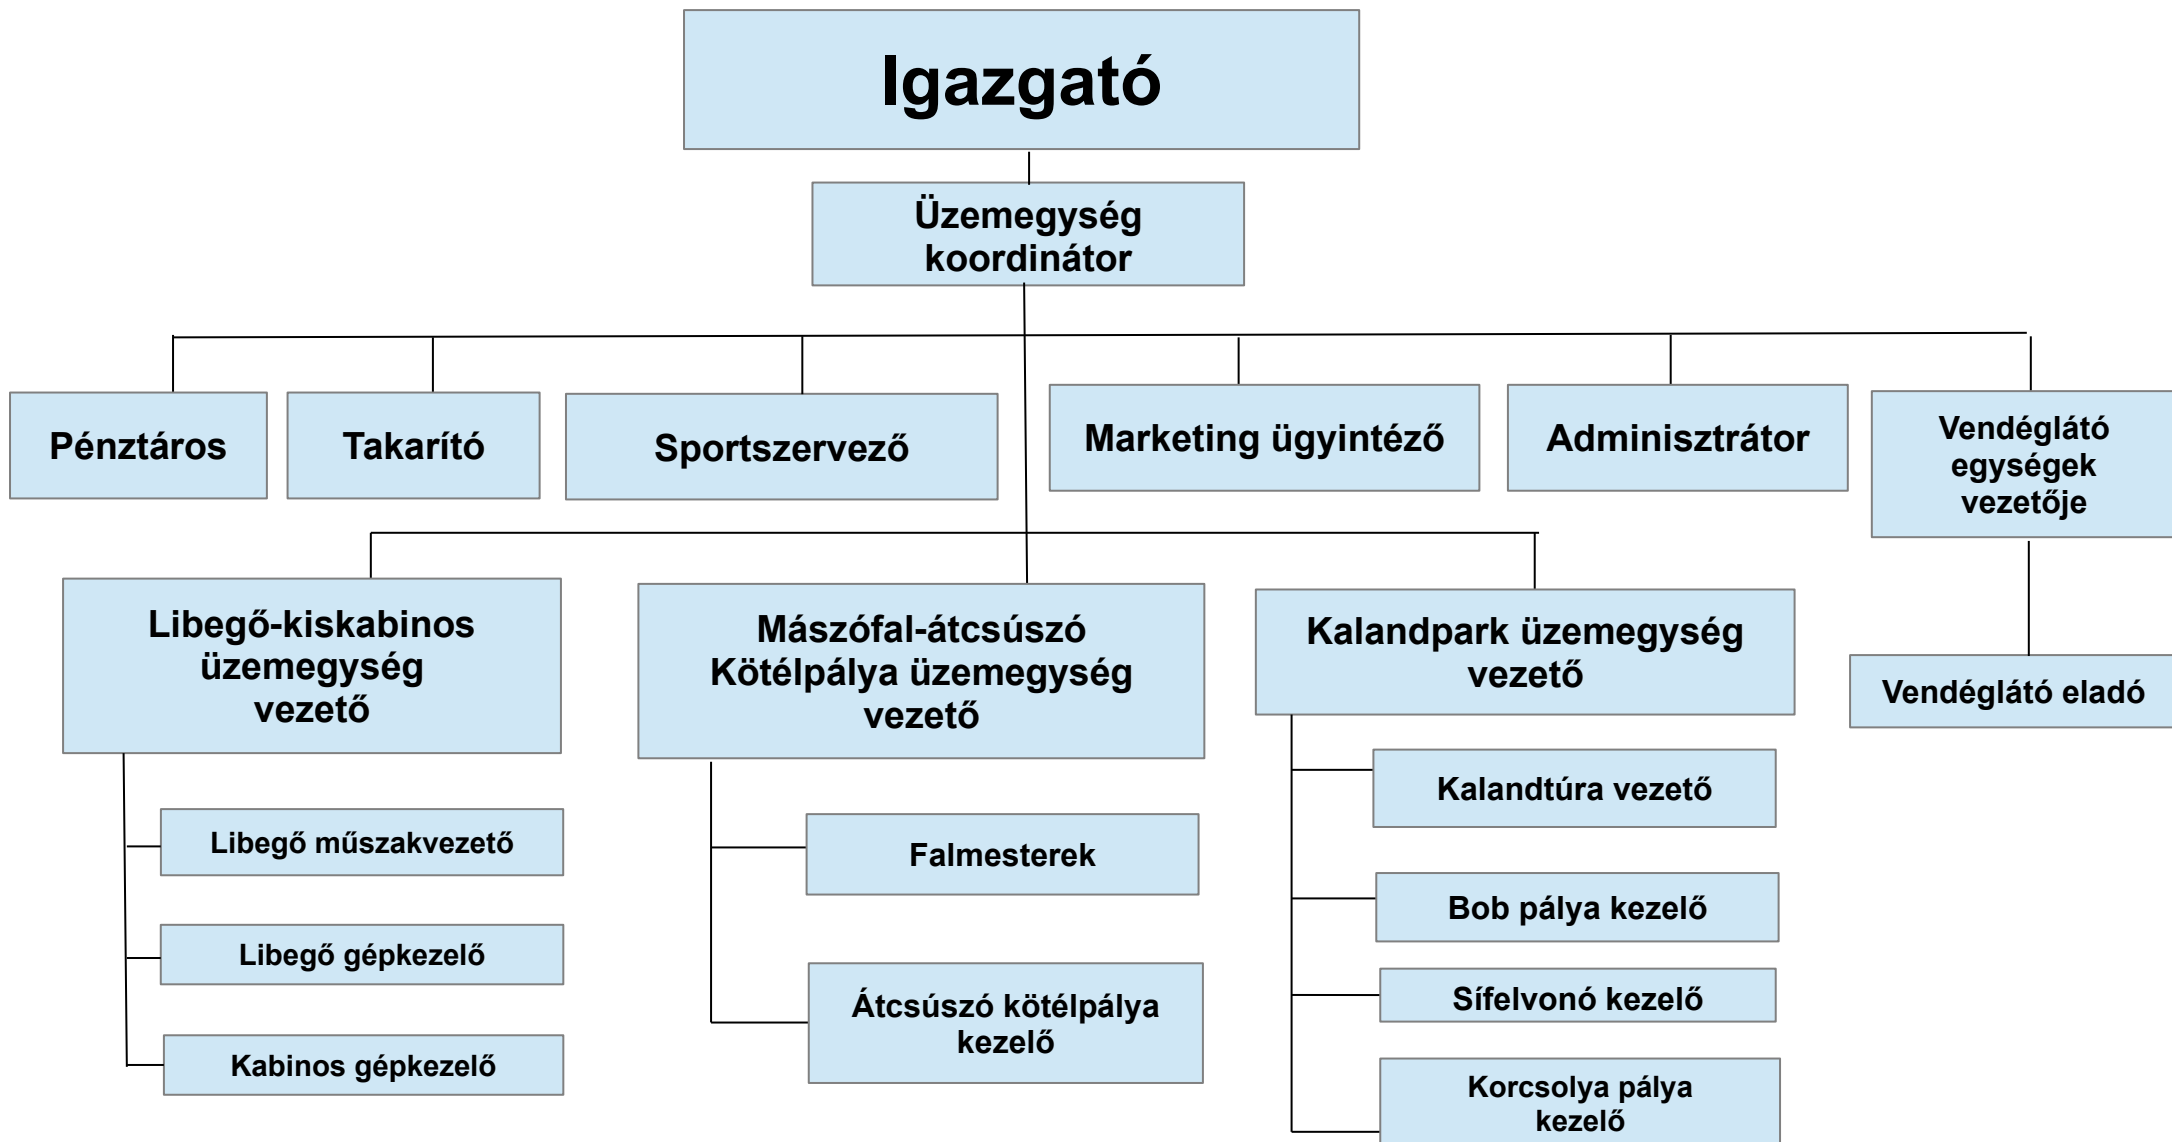 Igazgató
Üzemegység
koordinátor
Pénztáros
Takarító
Sportszervező
Marketing ügyintéző
Adminisztrátor
Vendéglátó
egységek
vezetője
Libegő-kiskabinos
üzemegység
vezető
Mászófal-átcsúszó
Kötélpálya üzemegység
vezető
Kalandpark üzemegység
vezető
Vendéglátó eladó
Libegő műszakvezető
Libegő gépkezelő
Kabinos gépkezelő
Falmesterek
Átcsúszó kötélpálya
kezelő
Kalandtúra vezető
Bob pálya kezelő
Sífelvonó kezelő
Korcsolya pálya
kezelő